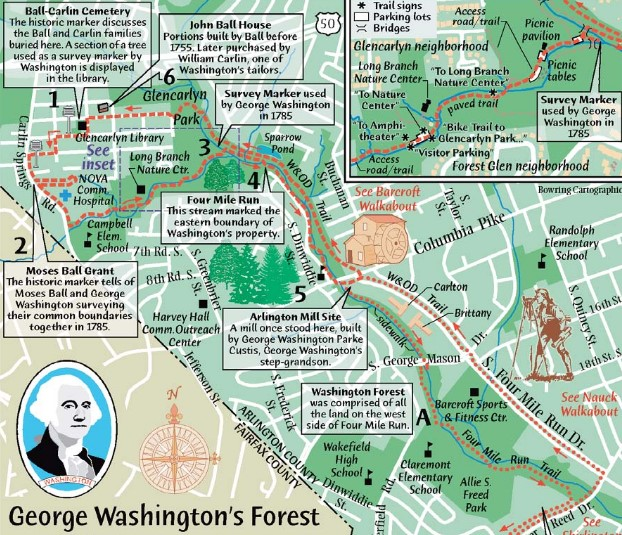 Ball-Carlin Cemetery
The historic marker discusses
the Ball and Carlin families
buried here. A section of a tree
used as a survey marker by
Washington is displayed
in the library.
John Ball House
Portions built by Ball before
1755. Later purchased by
William Carlin, one of
Washington's tailors.
50
6
1
Glencarlyn
Park
Survey Marker used
by George Washington
in 1785
Glencarlyn Library
See
inset
Long Branch
Nature Ctr.
3
Sparrow
Pond
4
Carlin Springs
Rd.
NOVA
Comm.
Hospital
Four Mile Run
This stream marked the
eastern boundary of
Washington's property.
W&OD
Trail
S. Buchanan
St.
2
Campbell
Elem.
School
7th Rd. S.
8th Rd. S.
S. Greenbrier
St.
S. Dinwiddie
St.
Moses Ball Grant
The historic marker tells of
Moses Ball and George
Washington surveying
their common boundaries
together in 1785.
5
Harvey Hall
Comm.Outreach
Center
Arlington Mill Site
A mill once stood here, built
by George Washington Parke
Custis, George Washington's
step-grandson.
Jefferson St.
S. Frederick
St.
See Barcroft
Walkabout
S.
Taylor
St.
Columbia Pike
Bowring Cartographic
Randolph
Elementary
School
W&OD
Trail
Carlton
Brittany
sidewalk
S. George Mason
Dr.
S. Quincy St.
16th St.
18th St. S.
See Nauck
Walkabout
S. Four Mile Run Dr.
Washington Forest
was comprised of all
the land on the west
side of Four Mile Run.
A
Barcroft Sports
& Fitness Ctr.
ARLINGTON COUNTY
FAIRFAX COUNTY
Wakefield
High
School
Dinwiddie
St.
Rd.
Claremont
Elementary
School
Four Mile Run Trail
Allie S.
Freed
Park
Reed Dr.
See
N
WASHINGTON
George Washington's Forest
Trail signs
Parking lots
Bridges
Access
road/trail
Picnic
pavilion
Glencarlyn neighborhood
Long Branch
Nature Center
"To Long Branch
Nature Center"
Picnic
tables
"To Nature
Center"
paved trail
Survey Marker
used by George
Washington in
1785
"To Amphi-
theater"
"Bike Trail to
Glencarlyn Park..."
"Visitor Parking"
Access
road/trail
Forest Glen neighborhood